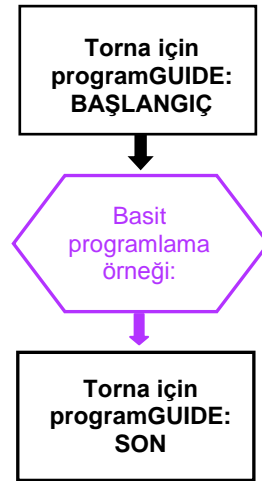 Torna için
programGUIDE:
BAŞLANGIÇ
Basit
programlama
örneği:
Torna için
programGUIDE:
SON